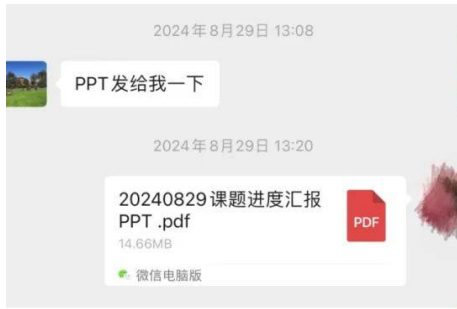 2024年8月29日 13:08
PPT发给我一下
2024年8月29日 13:20
20240829课题进度汇报
PPT .pdf
PDF
14.66MB
微信电脑版